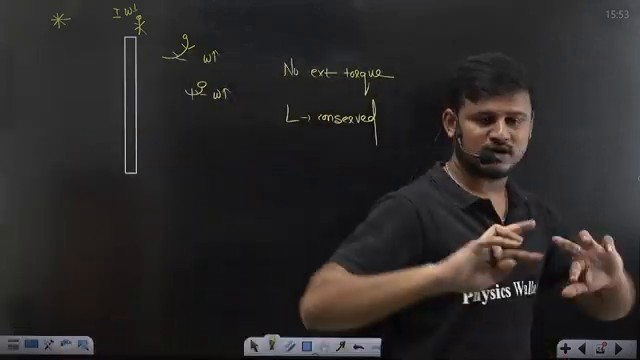 15:53
I ω↓
ω↑
ω↑
No ext torque
L → conserved
Physics Walla